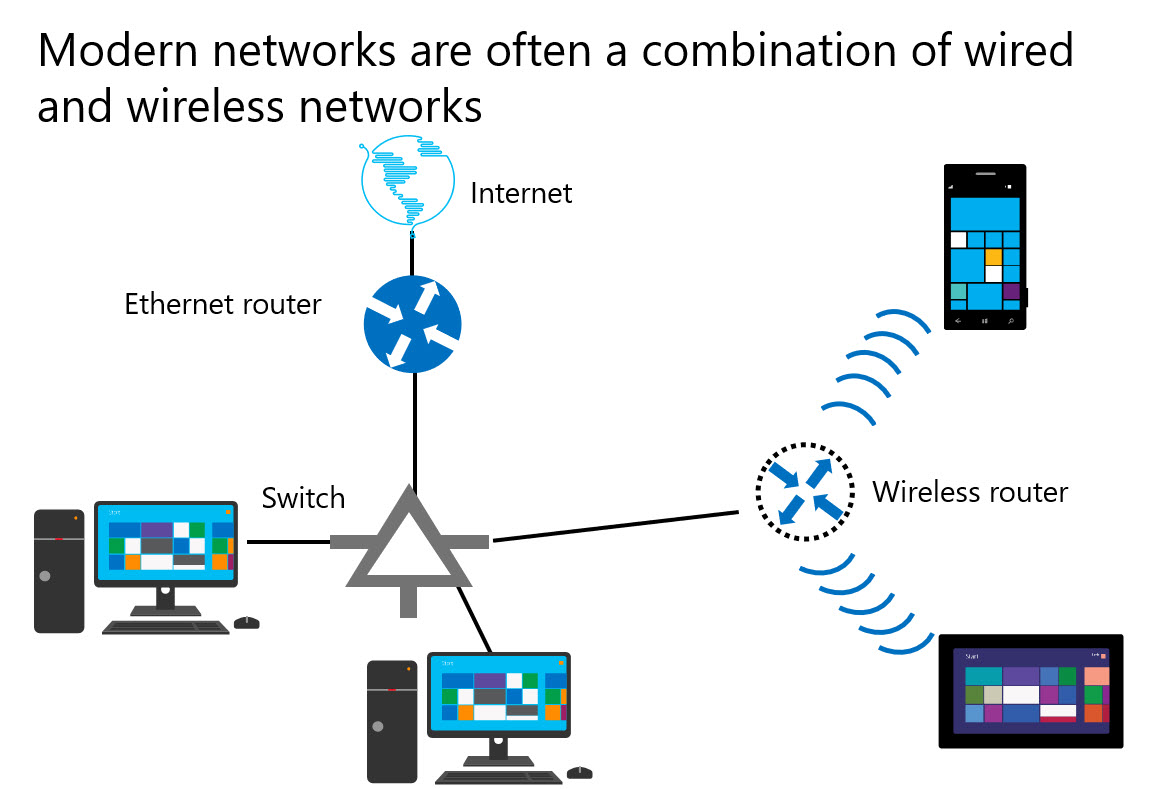 Modern networks are often a combination of wired
and wireless networks
Internet
Ethernet router
Switch
Wireless router
Start
Start
Start